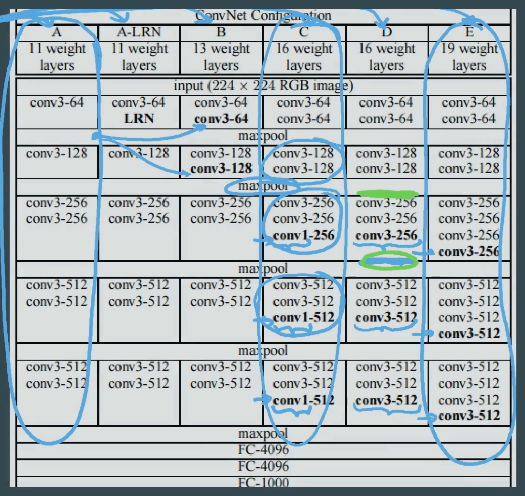 ConvNet Configuration
A A-LRN B C D E
11 weight 11 weight 13 weight 16 weight 16 weight 19 weight
layers layers layers layers layers layers
input (224 × 224 RGB image)
conv3-64 conv3-64 conv3-64 conv3-64 conv3-64 conv3-64
LRN conv3-64 conv3-64 conv3-64 conv3-64
maxpool
conv3-128 conv3-128 conv3-128 conv3-128 conv3-128 conv3-128
conv3-128 conv3-128 conv3-128 conv3-128
maxpool
conv3-256 conv3-256 conv3-256 conv3-256 conv3-256 conv3-256
conv3-256 conv3-256 conv3-256 conv3-256 conv3-256 conv3-256
conv1-256 conv3-256 conv3-256
conv3-256
maxpool
conv3-512 conv3-512 conv3-512 conv3-512 conv3-512 conv3-512
conv3-512 conv3-512 conv3-512 conv3-512 conv3-512 conv3-512
conv1-512 conv3-512 conv3-512
conv3-512
maxpool
conv3-512 conv3-512 conv3-512 conv3-512 conv3-512 conv3-512
conv3-512 conv3-512 conv3-512 conv3-512 conv3-512 conv3-512
conv1-512 conv3-512 conv3-512
conv3-512
maxpool
FC-4096
FC-4096
FC-1000